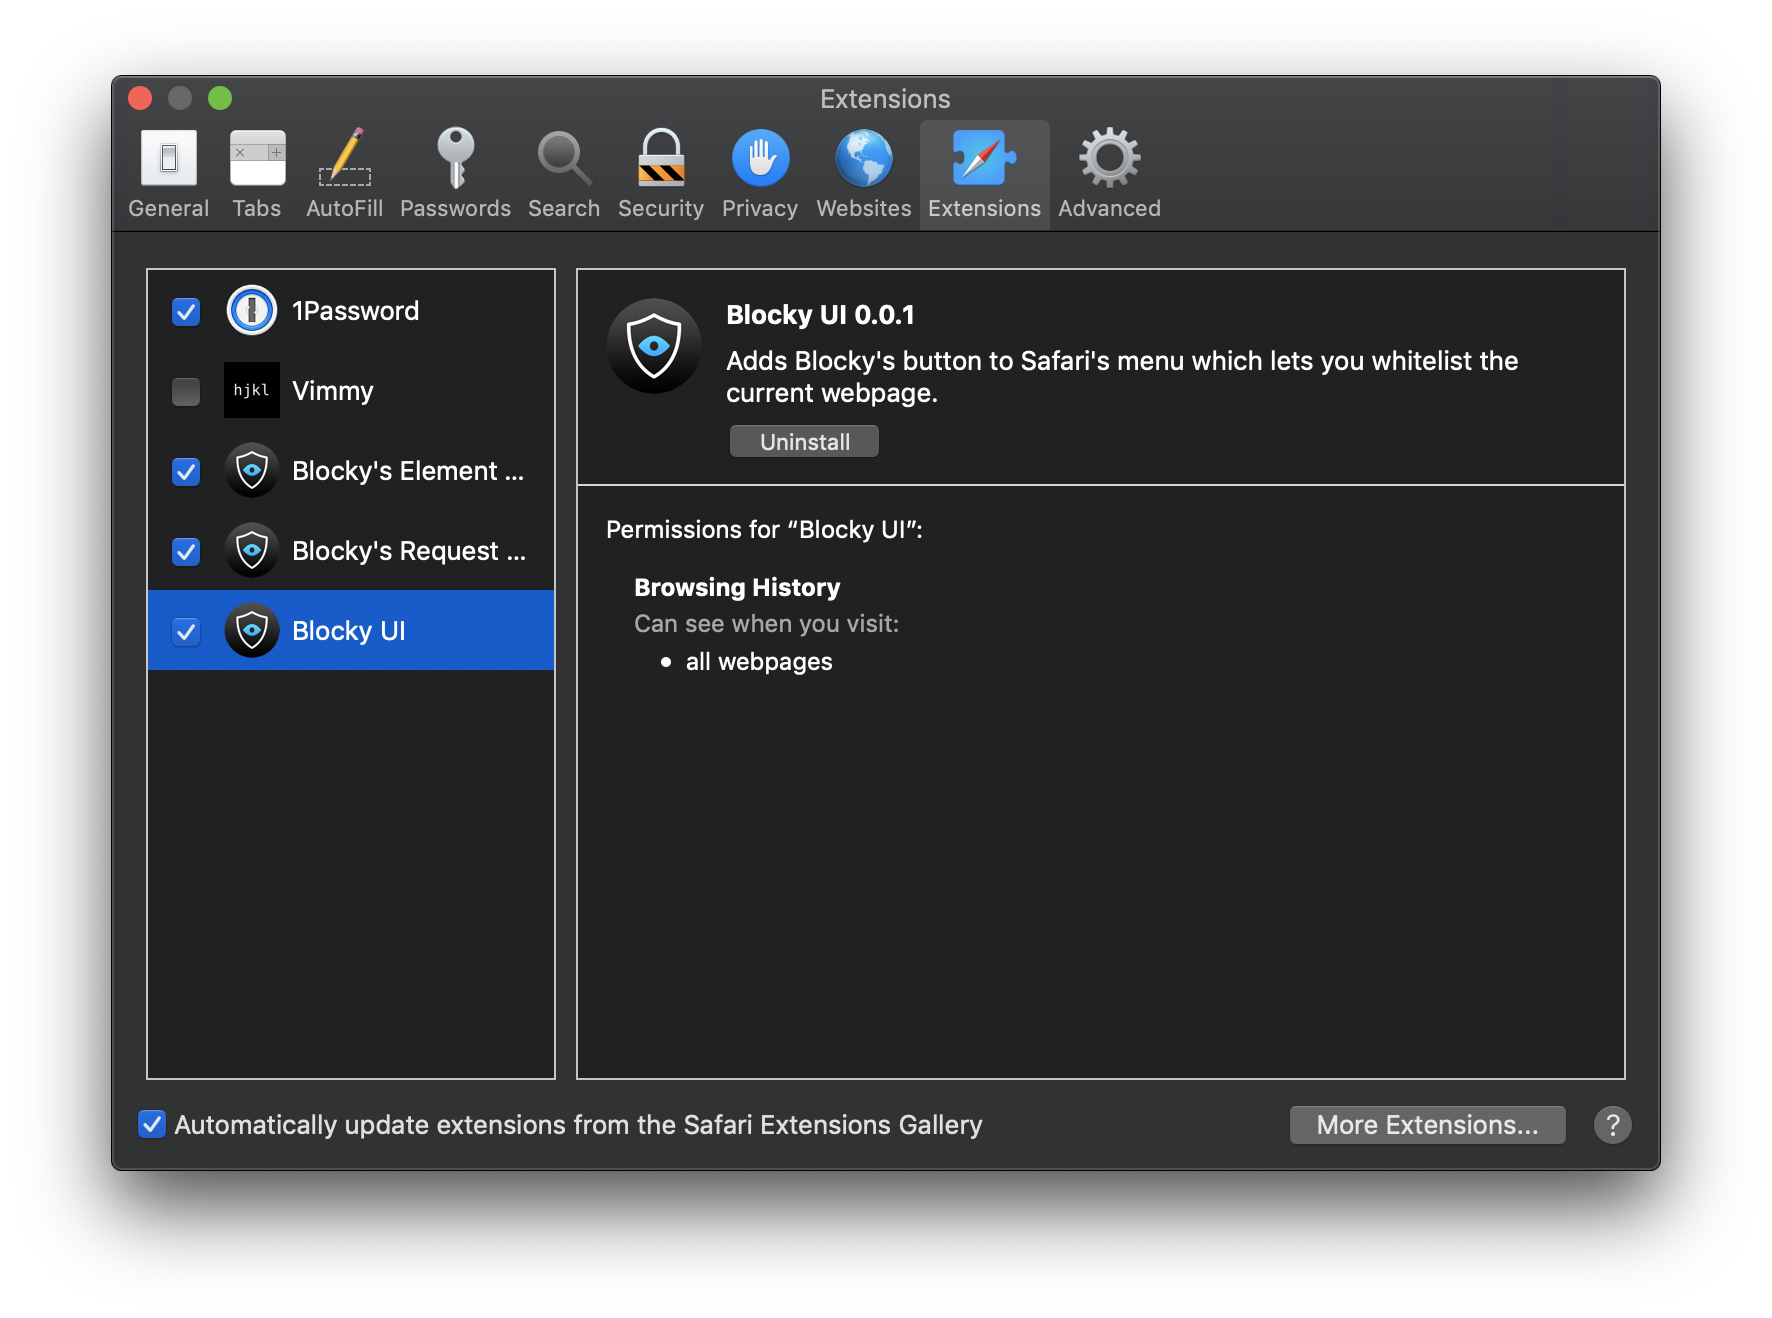 Extensions
General Tabs AutoFill Passwords Search Security Privacy Websites Extensions Advanced
1Password
hjkl Vimmy
Blocky's Element ...
Blocky's Request ...
Blocky UI
Blocky UI 0.0.1
Adds Blocky's button to Safari's menu which lets you whitelist the
current webpage.
Uninstall
Permissions for “Blocky UI”:
Browsing History
Can see when you visit:
• all webpages
Automatically update extensions from the Safari Extensions Gallery
More Extensions...
?